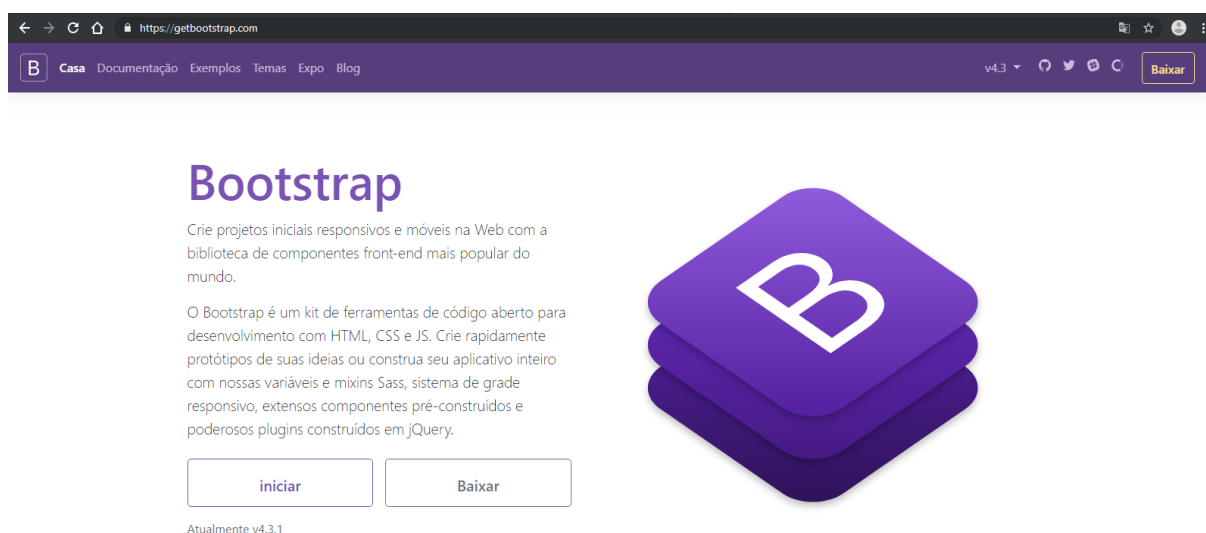 https://getbootstrap.com
B Casa Documentação Exemplos Temas Expo Blog v4.3 Baixar
Bootstrap
Crie projetos iniciais responsivos e móveis na Web com a
biblioteca de componentes front-end mais popular do
mundo.
O Bootstrap é um kit de ferramentas de código aberto para
desenvolvimento com HTML, CSS e JS. Crie rapidamente
protótipos de suas ideias ou construa seu aplicativo inteiro
com nossas variáveis e mixins Sass, sistema de grade
responsivo, extensos componentes pré-construídos e
poderosos plugins construídos em jQuery.
iniciar Baixar
Atualmente v4.3.1
B